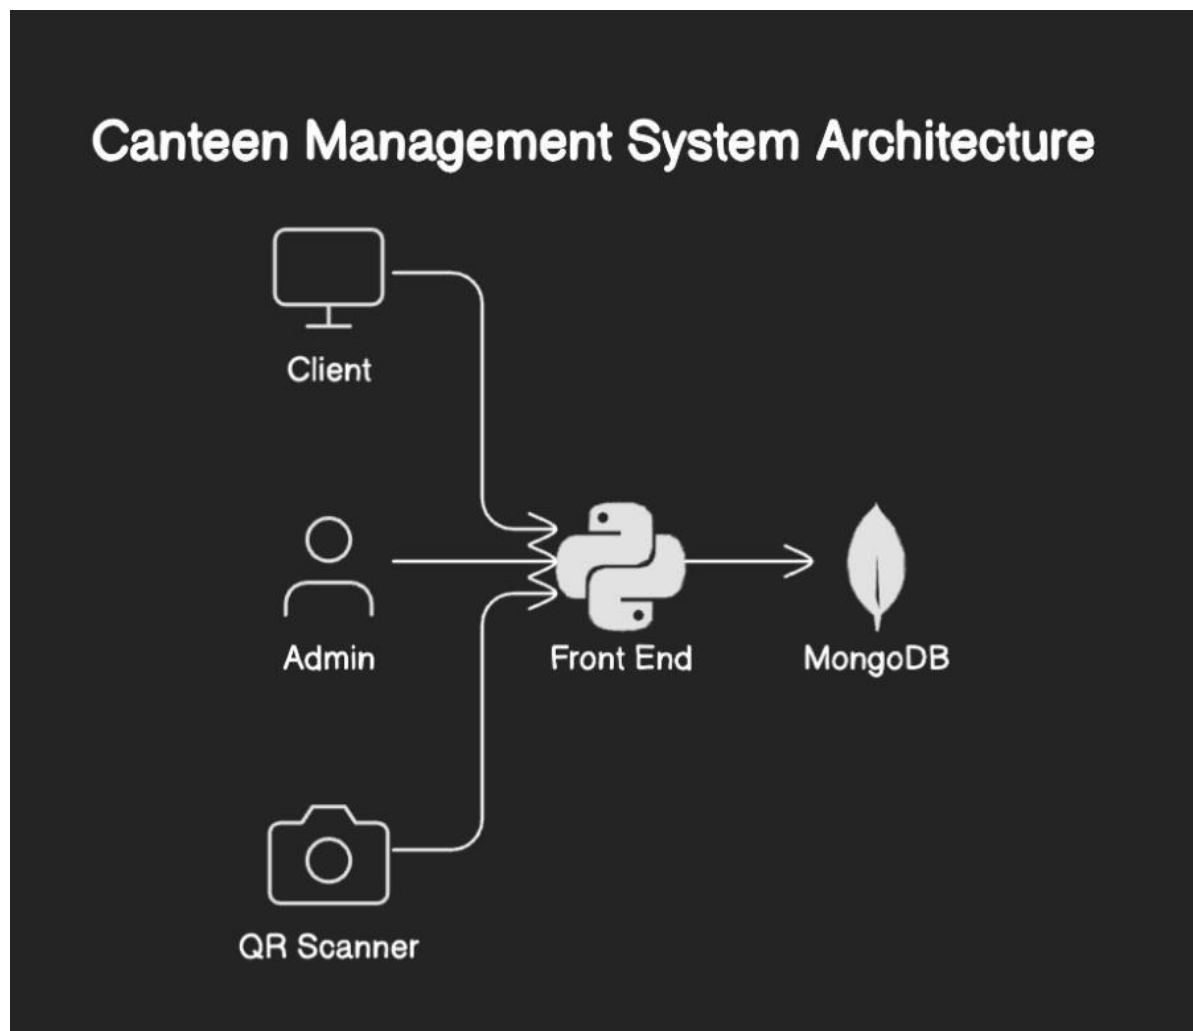 Canteen Management System Architecture
Client
Admin
Front End
MongoDB
QR Scanner